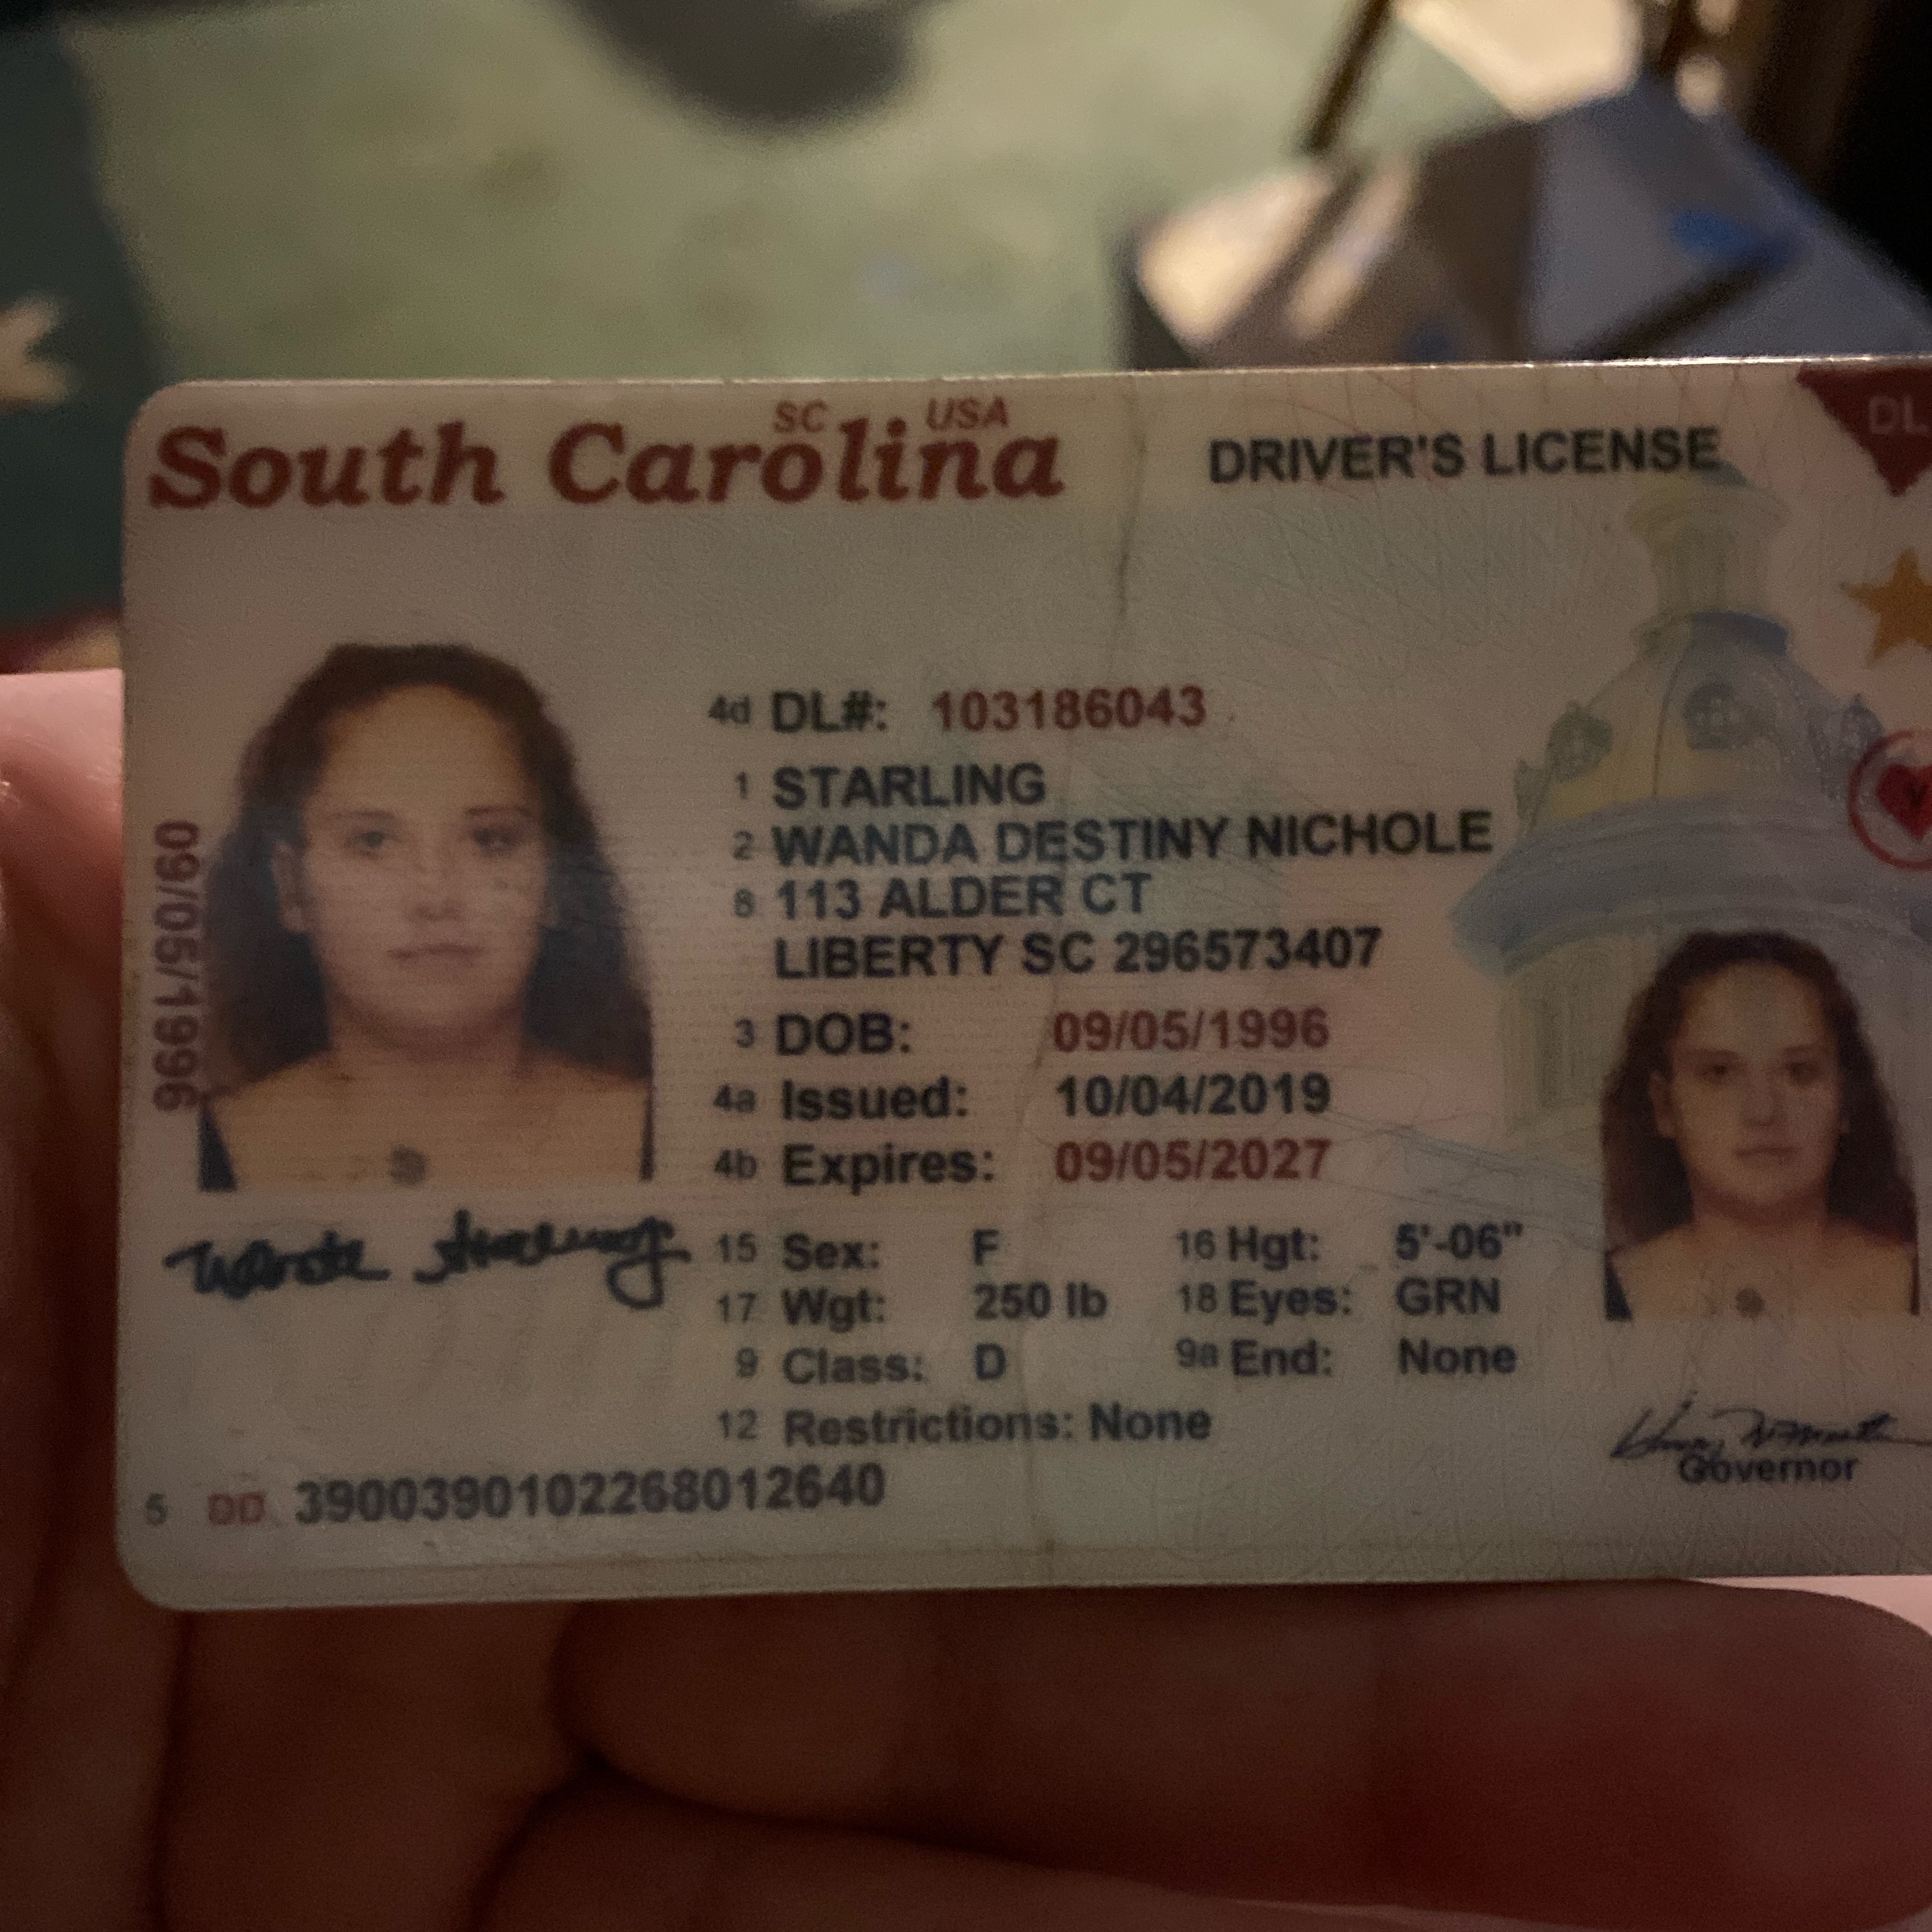 SC USA
South Carolina
DRIVER'S LICENSE
DL
4d DL#: 103186043
1 STARLING
2 WANDA DESTINY NICHOLE
8 113 ALDER CT
LIBERTY SC 296573407
3 DOB: 09/05/1996
4a Issued: 10/04/2019
4b Expires: 09/05/2027
15 Sex: F 16 Hgt: 5'-06"
17 Wgt: 250 lb 18 Eyes: GRN
9 Class: D 9a End: None
12 Restrictions: None
5 DD 3900390102268012640
09/05/1996
Wanda Starling
Governor
Y